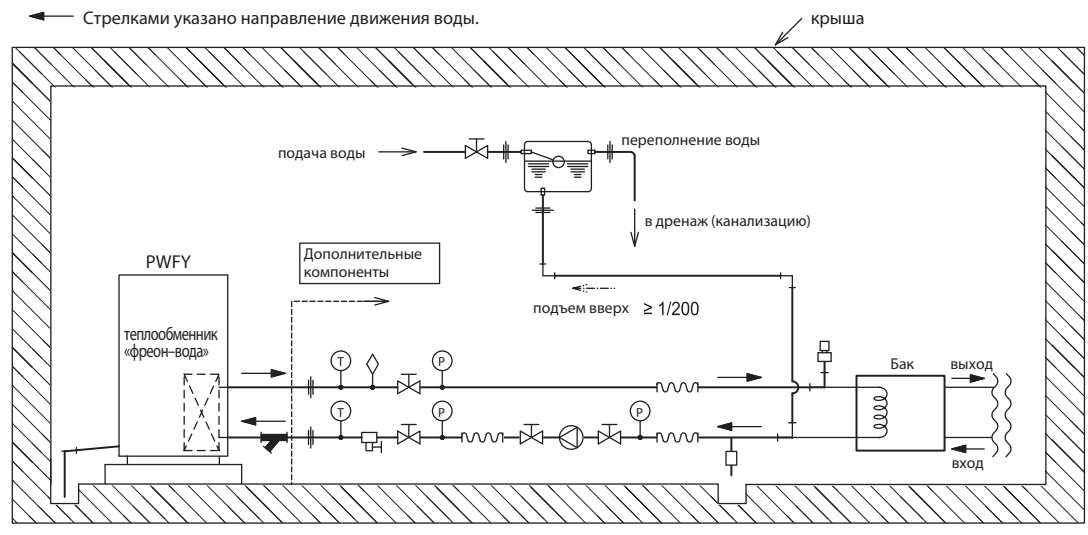 Стрелками указано направление движения воды.
крыша
подача воды
переполнение воды
в дренаж (канализацию)
PWFY
Дополнительные
компоненты
подъем вверх ≥ 1/200
теплообменник
«фреон–вода»
T
P
Бак
выход
T
P
P
вход